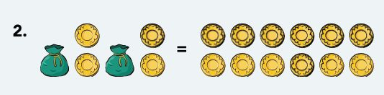 2.
=